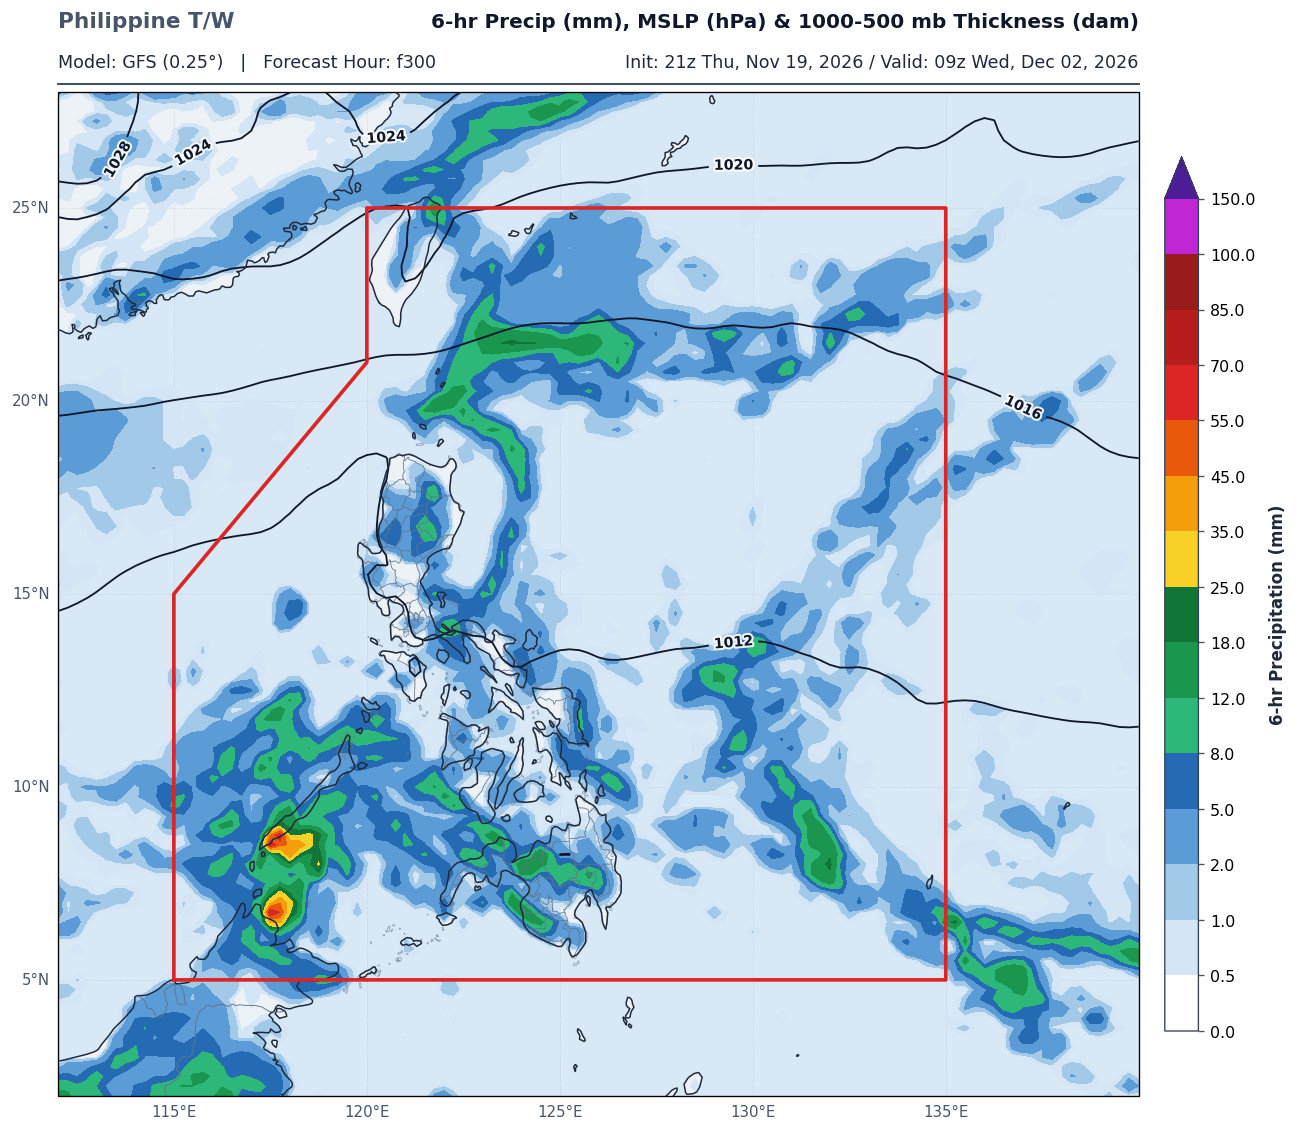 Philippine T/W
6-hr Precip (mm), MSLP (hPa) & 1000-500 mb Thickness (dam)
Model: GFS (0.25°) | Forecast Hour: f300
Init: 21z Thu, Nov 19, 2026 / Valid: 09z Wed, Dec 02, 2026
1028
1024
1024
1020
1016
1012
25°N
20°N
15°N
10°N
5°N
115°E
120°E
125°E
130°E
135°E
150.0
100.0
85.0
70.0
55.0
45.0
35.0
25.0
18.0
12.0
8.0
5.0
2.0
1.0
0.5
0.0
6-hr Precipitation (mm)